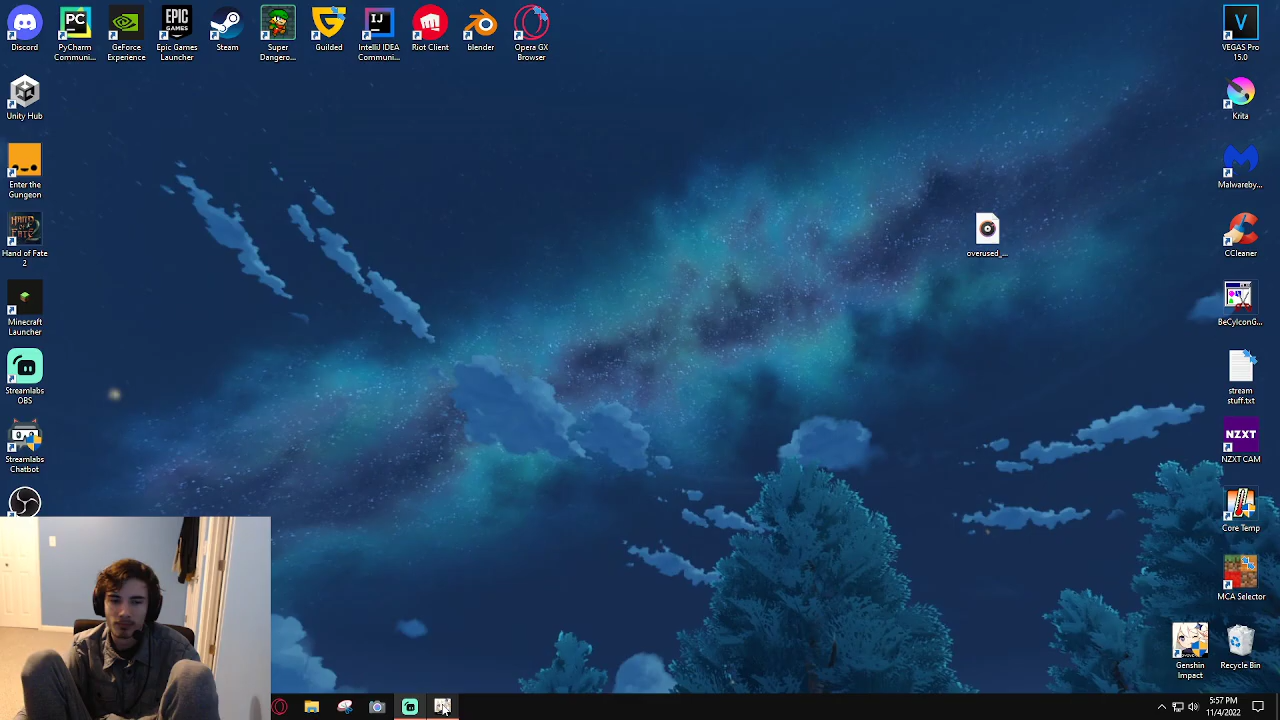 Discord
PyCharm
Communi...
GeForce
Experience
Epic Games
Launcher
Steam
Super
Dangero...
Guilded
IntelliJ IDEA
Communi...
Riot Client
blender
Opera GX
Browser
VEGAS Pro
15.0
Unity Hub
Krita
Enter the
Gungeon
Malwareby...
Hand of Fate
2
overused_...
CCleaner
Minecraft
Launcher
BeCyIconG...
Streamlabs
OBS
stream
stuff.txt
Streamlabs
Chatbot
NZXT
NZXT CAM
Core Temp
MCA Selector
Genshin
Impact
Recycle Bin
5:57 PM
11/4/2022